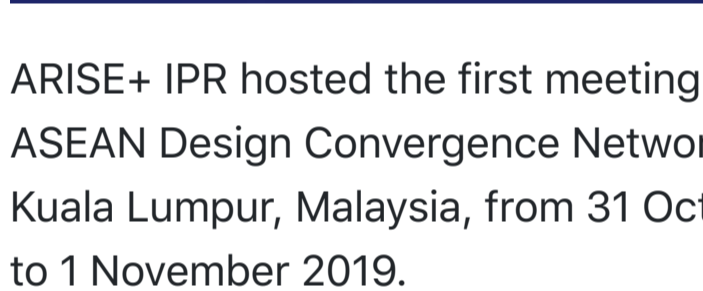 ARISE+ IPR hosted the first meeting
ASEAN Design Convergence Networ
Kuala Lumpur, Malaysia, from 31 Oct
to 1 November 2019.